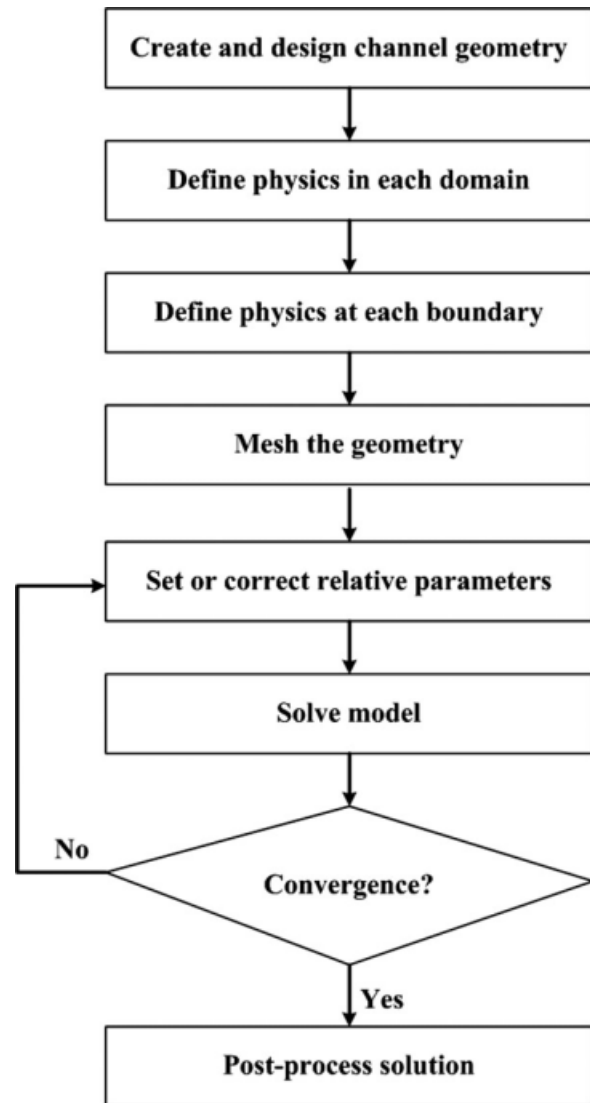 Create and design channel geometry
Define physics in each domain
Define physics at each boundary
Mesh the geometry
Set or correct relative parameters
Solve model
No
Convergence?
Yes
Post-process solution